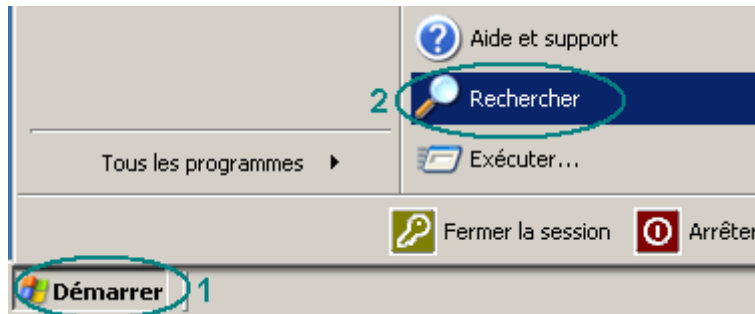 Aide et support
2 Rechercher
Tous les programmes
Exécuter...
Fermer la session
Arrêter
Démarrer 1